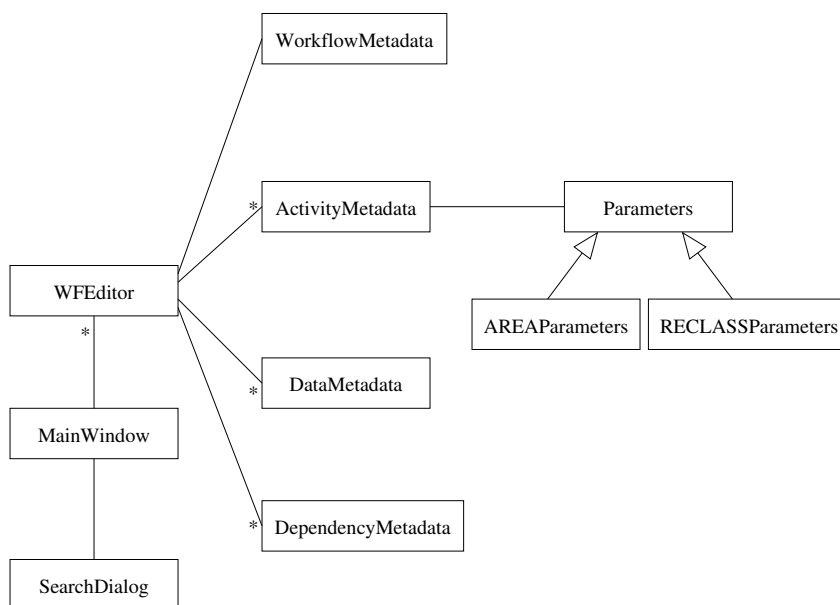 WorkflowMetadata
*
ActivityMetadata
Parameters
WFEditor
AREAParameters
RECLASSParameters
*
*
DataMetadata
MainWindow
*
DependencyMetadata
SearchDialog